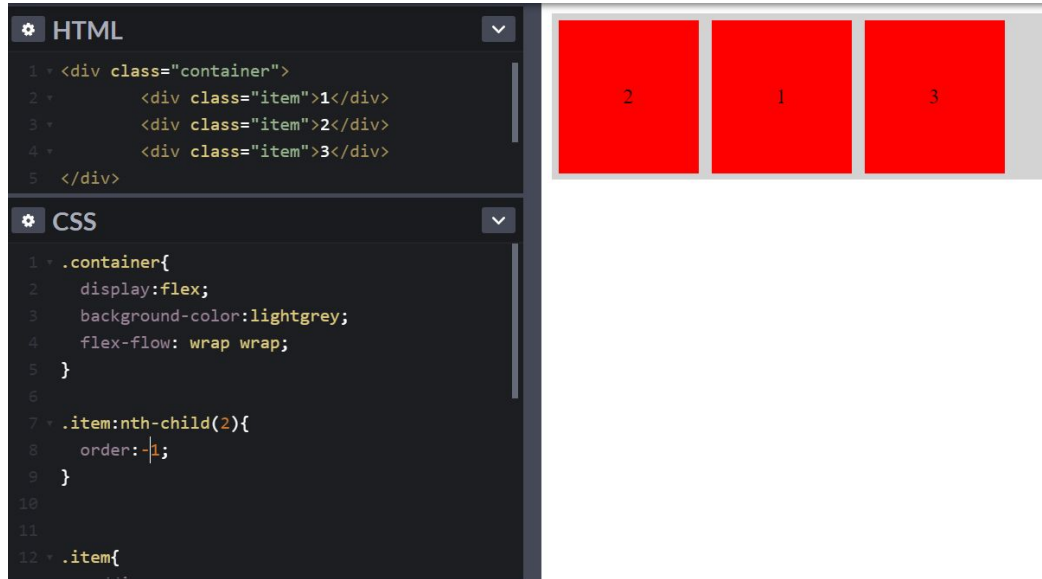 HTML
1 <div class="container">
2 <div class="item">1</div>
3 <div class="item">2</div>
4 <div class="item">3</div>
5 </div>
CSS
1 .container{
2 display:flex;
3 background-color:lightgrey;
4 flex-flow: wrap wrap;
5 }
6
7 .item:nth-child(2){
8 order:-1;
9 }
10
11
12 .item{
2 1 3